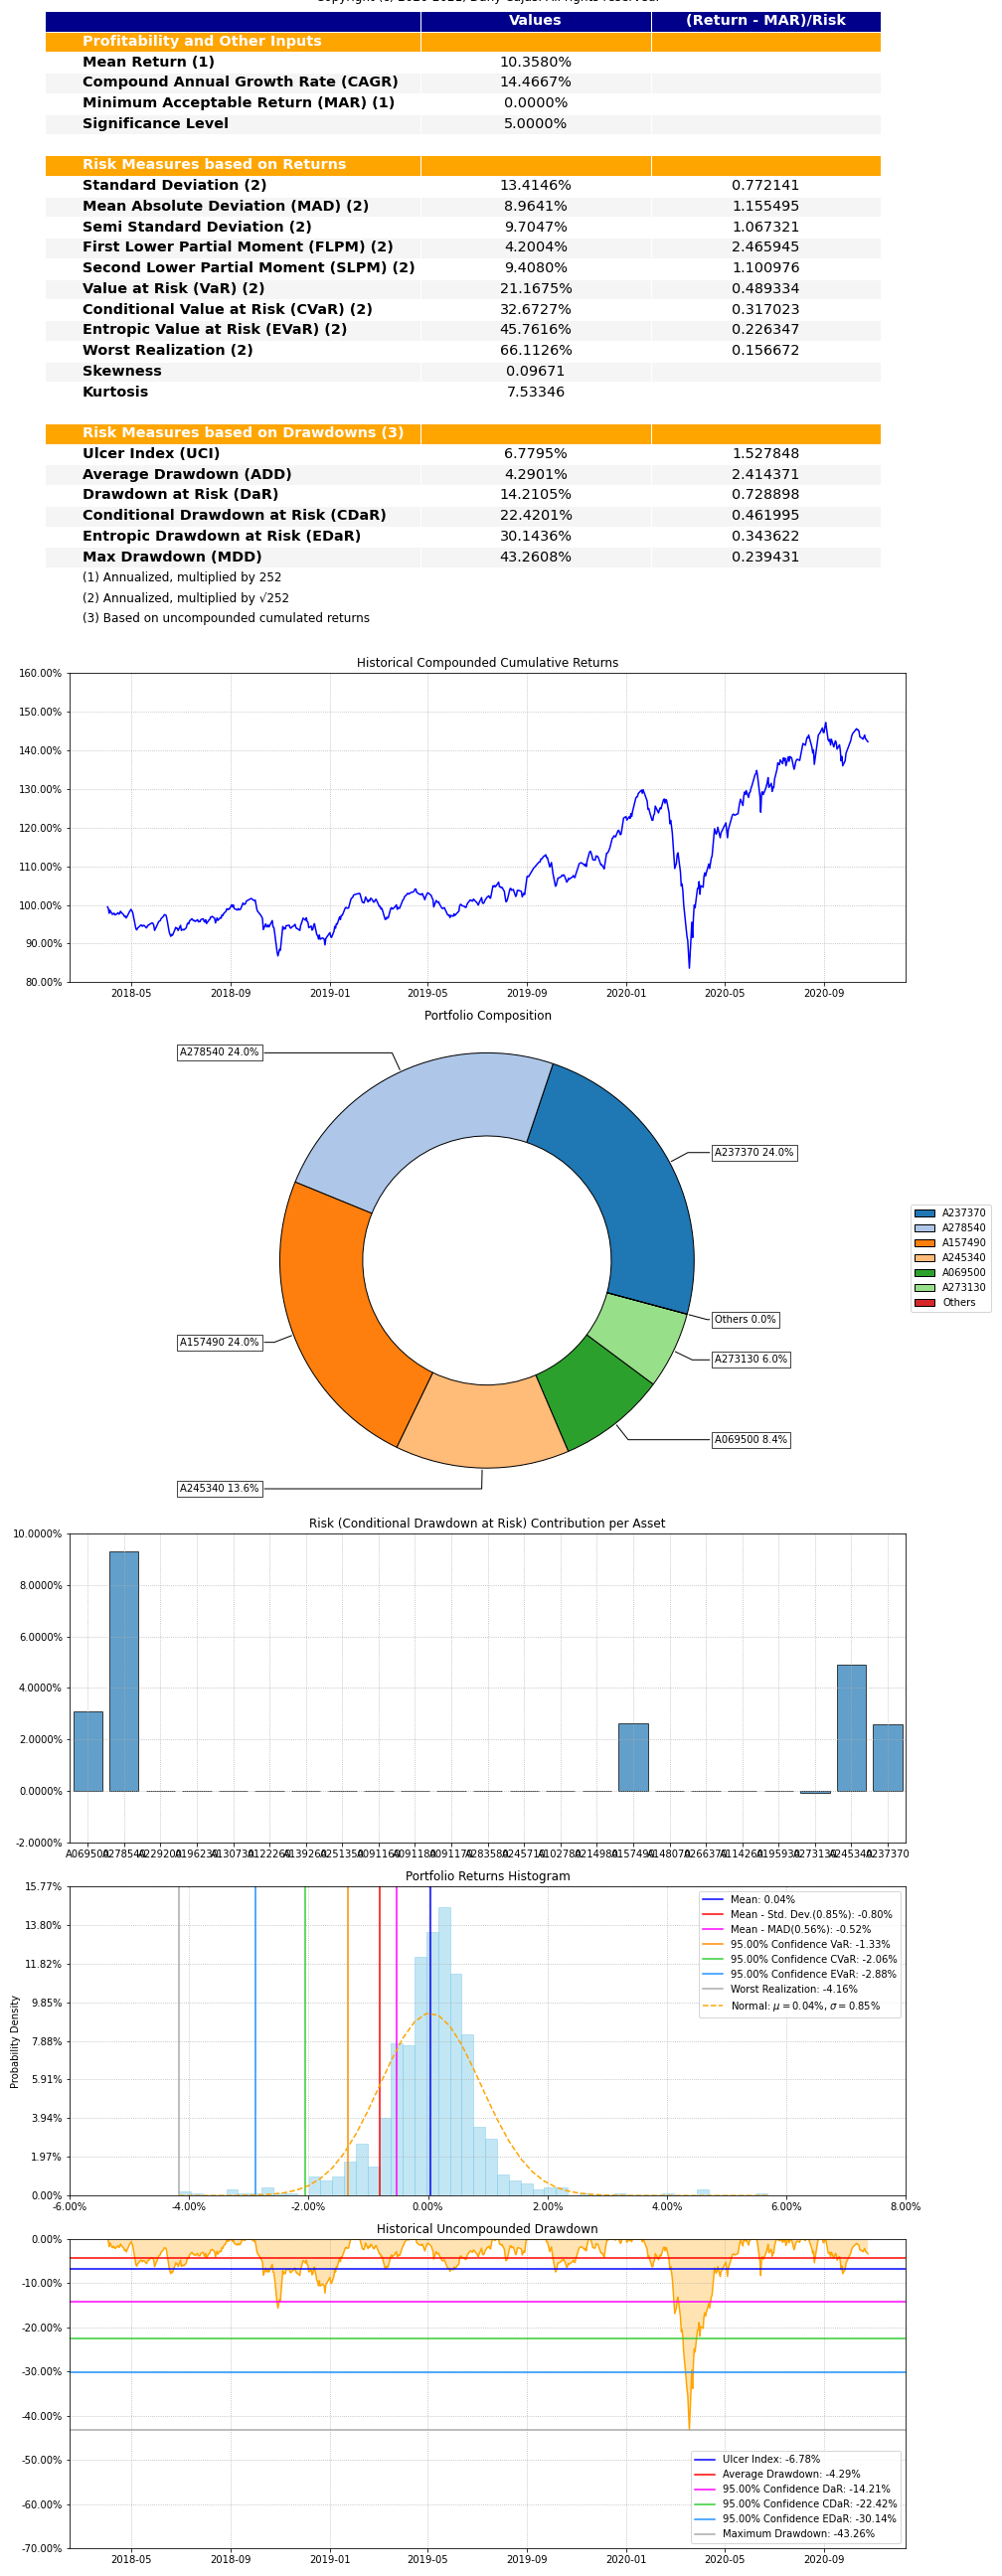 Copyright (c) 2020-2021, Dany Cajas. All rights reserved.
Values (Return - MAR)/Risk
Profitability and Other Inputs
Mean Return (1) 10.3580%
Compound Annual Growth Rate (CAGR) 14.4667%
Minimum Acceptable Return (MAR) (1) 0.0000%
Significance Level 5.0000%
Risk Measures based on Returns
Standard Deviation (2) 13.4146% 0.772141
Mean Absolute Deviation (MAD) (2) 8.9641% 1.155495
Semi Standard Deviation (2) 9.7047% 1.067321
First Lower Partial Moment (FLPM) (2) 4.2004% 2.465945
Second Lower Partial Moment (SLPM) (2) 9.4080% 1.100976
Value at Risk (VaR) (2) 21.1675% 0.489334
Conditional Value at Risk (CVaR) (2) 32.6727% 0.317023
Entropic Value at Risk (EVaR) (2) 45.7616% 0.226347
Worst Realization (2) 66.1126% 0.156672
Skewness 0.09671
Kurtosis 7.53346
Risk Measures based on Drawdowns (3)
Ulcer Index (UCI) 6.7795% 1.527848
Average Drawdown (ADD) 4.2901% 2.414371
Drawdown at Risk (DaR) 14.2105% 0.728898
Conditional Drawdown at Risk (CDaR) 22.4201% 0.461995
Entropic Drawdown at Risk (EDaR) 30.1436% 0.343622
Max Drawdown (MDD) 43.2608% 0.239431
(1) Annualized, multiplied by 252
(2) Annualized, multiplied by √252
(3) Based on uncompounded cumulated returns
Historical Compounded Cumulative Returns
160.00%
150.00%
140.00%
130.00%
120.00%
110.00%
100.00%
90.00%
80.00%
2018-05 2018-09 2019-01 2019-05 2019-09 2020-01 2020-05 2020-09
Portfolio Composition
A278540 24.0%
A237370 24.0%
A157490 24.0%
Others 0.0%
A273130 6.0%
A069500 8.4%
A245340 13.6%
A237370
A278540
A157490
A245340
A069500
A273130
Others
Risk (Conditional Drawdown at Risk) Contribution per Asset
10.0000%
8.0000%
6.0000%
4.0000%
2.0000%
0.0000%
-2.0000%
A237370
Portfolio Returns Histogram
Probability Density
15.77%
13.80%
11.82%
9.85%
7.88%
5.91%
3.94%
1.97%
0.00%
-6.00% -4.00% -2.00% 0.00% 2.00% 4.00% 6.00% 8.00%
Mean: 0.04%
Mean - Std. Dev.(0.85%): -0.80%
Mean - MAD(0.56%): -0.52%
95.00% Confidence VaR: -1.33%
95.00% Confidence CVaR: -2.06%
95.00% Confidence EVaR: -2.88%
Worst Realization: -4.16%
Normal: μ = 0.04%, σ = 0.85%
Historical Uncompounded Drawdown
0.00%
-10.00%
-20.00%
-30.00%
-40.00%
-50.00%
-60.00%
-70.00%
Ulcer Index: -6.78%
Average Drawdown: -4.29%
95.00% Confidence DaR: -14.21%
95.00% Confidence CDaR: -22.42%
95.00% Confidence EDaR: -30.14%
Maximum Drawdown: -43.26%
2018-05 2018-09 2019-01 2019-05 2019-09 2020-01 2020-05 2020-09